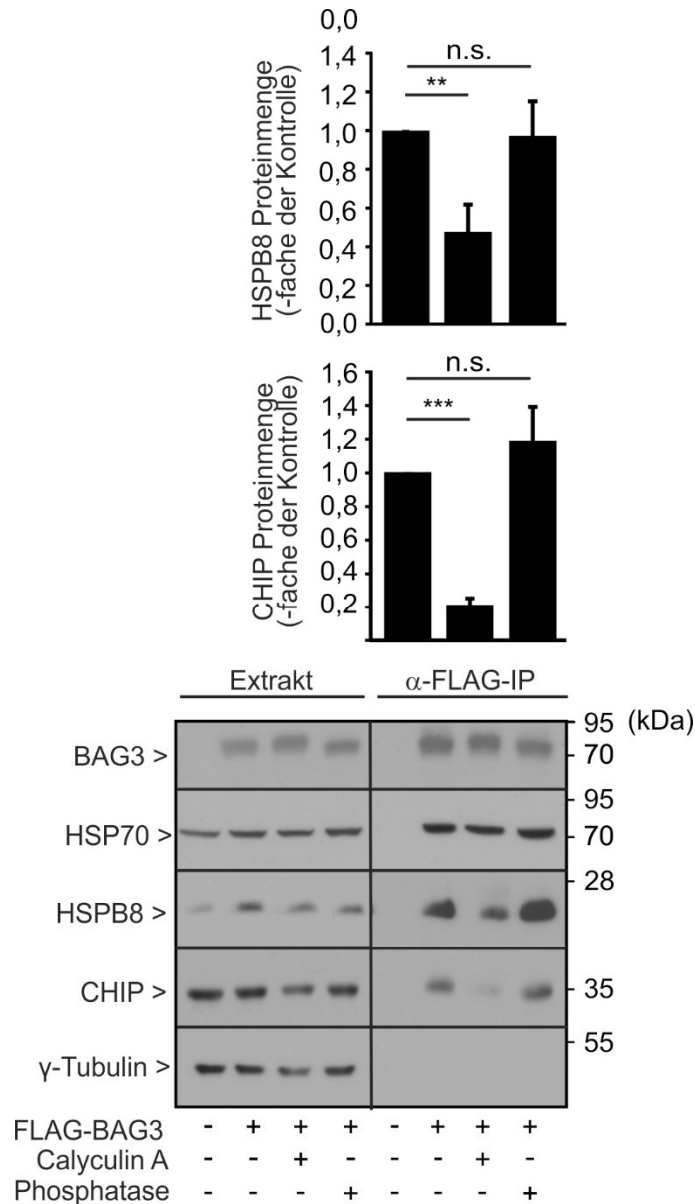 0,0
1,4
n.s.
1,2
**
1,0
0,8
0,6
0,4
0,2
0,0
HSPB8 Proteinmenge
(-fache der Kontrolle)
1,6
n.s.
1,4
***
1,2
1,0
0,8
0,6
0,4
0,2
CHIP Proteinmenge
(-fache der Kontrolle)
Extrakt α-FLAG-IP
95 (kDa)
BAG3 > 70
95
HSP70 > 70
28
HSPB8 >
CHIP > 35
55
γ-Tubulin >
FLAG-BAG3 - + + + - + + +
Calyculin A - - + - - - + -
Phosphatase - - - + - - - +